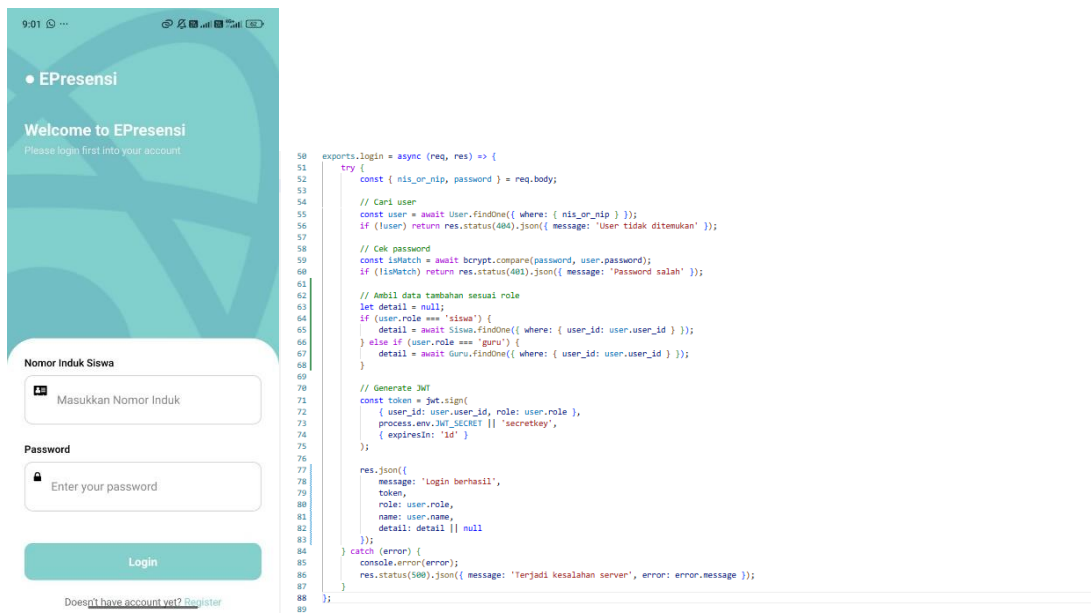 9:01
EPresensi
Welcome to EPresensi
Please login first into your account
Nomor Induk Siswa
Masukkan Nomor Induk
Password
Enter your password
Login
Doesn't have account yet? Register
50 exports.login = async (req, res) => {
51 try {
52 const { nis_or_nip, password } = req.body;
53
54 // Cari user
55 const user = await User.findOne({ where: { nis_or_nip } });
56 if (!user) return res.status(404).json({ message: 'User tidak ditemukan' });
57
58 // Cek password
59 const isMatch = await bcrypt.compare(password, user.password);
60 if (!isMatch) return res.status(401).json({ message: 'Password salah' });
61
62 // Ambil data tambahan sesuai role
63 let detail = null;
64 if (user.role === 'siswa') {
65 detail = await Siswa.findOne({ where: { user_id: user.user_id } });
66 } else if (user.role === 'guru') {
67 detail = await Guru.findOne({ where: { user_id: user.user_id } });
68 }
69
70 // Generate JWT
71 const token = jwt.sign(
72 { user_id: user.user_id, role: user.role },
73 process.env.JWT_SECRET || 'secretkey',
74 { expiresIn: '1d' }
75 );
76
77 res.json({
78 message: 'Login berhasil',
79 token,
80 role: user.role,
81 name: user.name,
82 detail: detail || null
83 });
84 } catch (error) {
85 console.error(error);
86 res.status(500).json({ message: 'Terjadi kesalahan server', error: error.message });
87 }
88 };
89